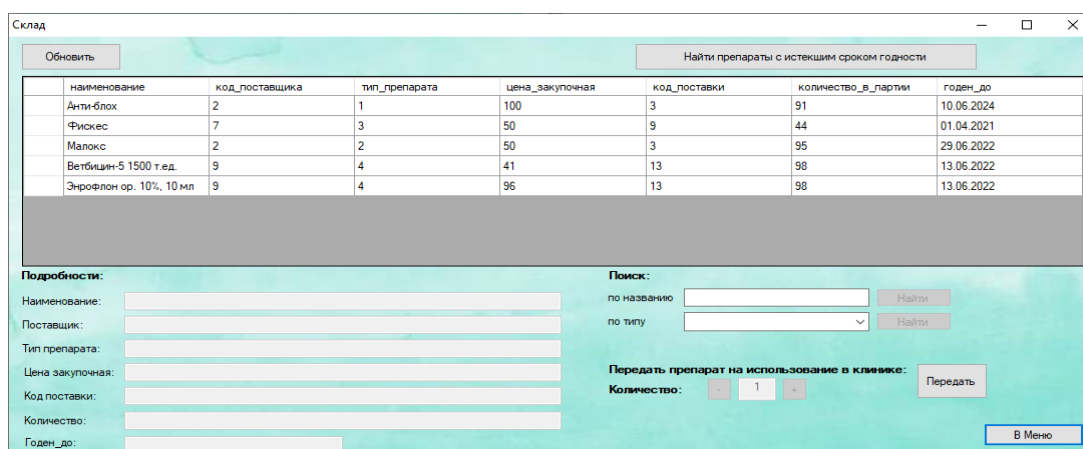 Склад
Обновить Найти препараты с истекшим сроком годности
наименование код_поставщика тип_препарата цена_закупочная код_поставки количество_в_партии годен_до
Анти-блох 2 1 100 3 91 10.06.2024
Фискес 7 3 50 9 44 01.04.2021
Малокс 2 2 50 3 95 29.06.2022
Ветбицин-5 1500 т.ед. 9 4 41 13 98 13.06.2022
Энрофлон ор. 10%, 10 мл 9 4 96 13 98 13.06.2022
Подробности:
Наименование:
Поставщик:
Тип препарата:
Цена закупочная:
Код поставки:
Количество:
Годен_до:
Поиск:
по названию Найти
по типу Найти
Передать препарат на использование в клинике:
Количество: - 1 + Передать
В Меню